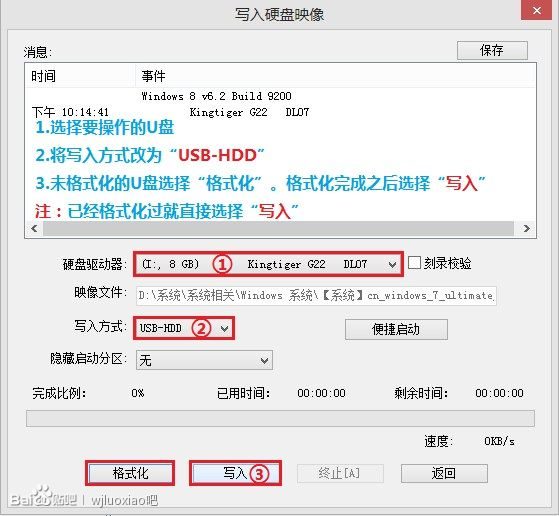 写入硬盘映像
消息:
保存
时间 事件
Windows 8 v6.2 Build 9200
下午 10:14:41 Kingtiger G22 DL07
1.选择要操作的U盘
2.将写入方式改为“USB-HDD”
3.未格式化的U盘选择“格式化”。格式化完成之后选择“写入”
注：已经格式化过就直接选择“写入”
硬盘驱动器: (I:, 8 GB) ① Kingtiger G22 DL07 刻录校验
映像文件: D:\系统\系统相关\Windows 系统\【系统】cn_windows_7_ultimate_
写入方式: USB-HDD ② 便捷启动
隐藏启动分区: 无
完成比例: 0% 已用时间: 00:00:00 剩余时间: 00:00:00
速度: 0KB/s
格式化 写入 ③ 终止[A] 返回
Bai 贴吧 | wjluoxiao吧